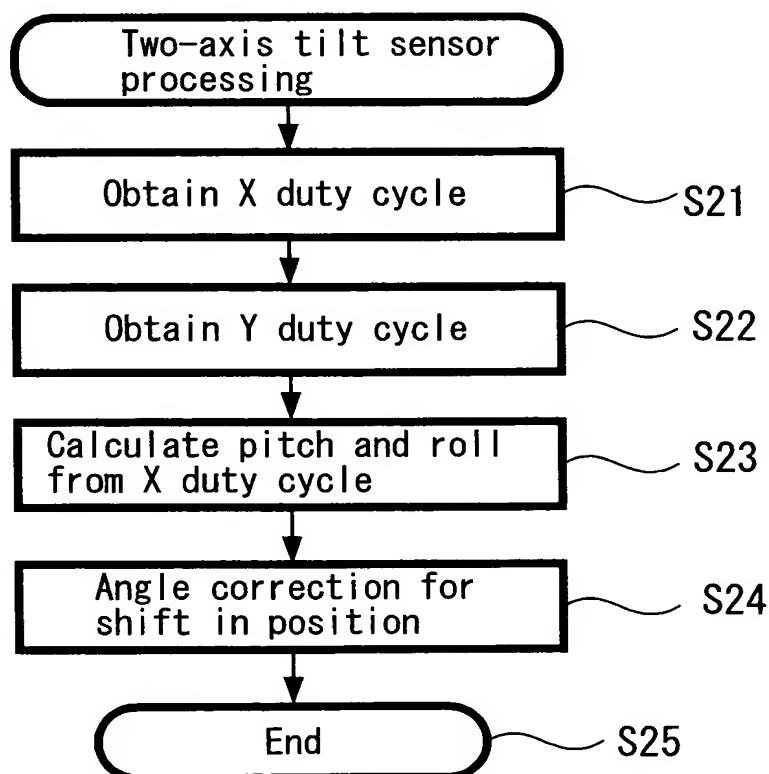 Two-axis tilt sensor
processing
Obtain X duty cycle
S21
Obtain Y duty cycle
S22
Calculate pitch and roll
from X duty cycle
S23
Angle correction for
shift in position
S24
End
S25